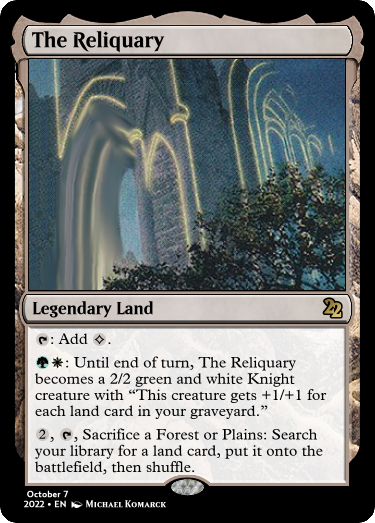 The Reliquary
Legendary Land
22
: Add .
: Until end of turn, The Reliquary
becomes a 2/2 green and white Knight
creature with “This creature gets +1/+1 for
each land card in your graveyard.”
2, , Sacrifice a Forest or Plains: Search
your library for a land card, put it onto the
battlefield, then shuffle.
October 7
2022 • EN Michael Komarck